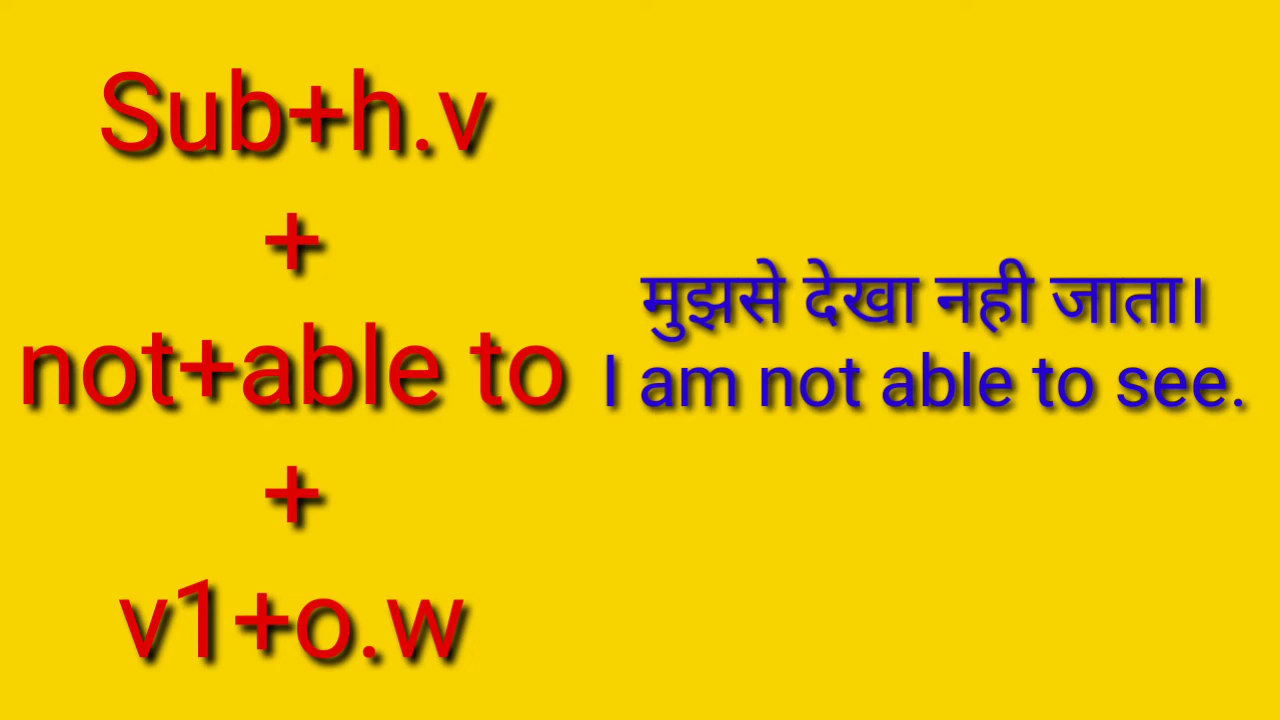 Sub+h.v
+
not+able to
+
v1+o.w
मुझसे देखा नही जाता।
I am not able to see.